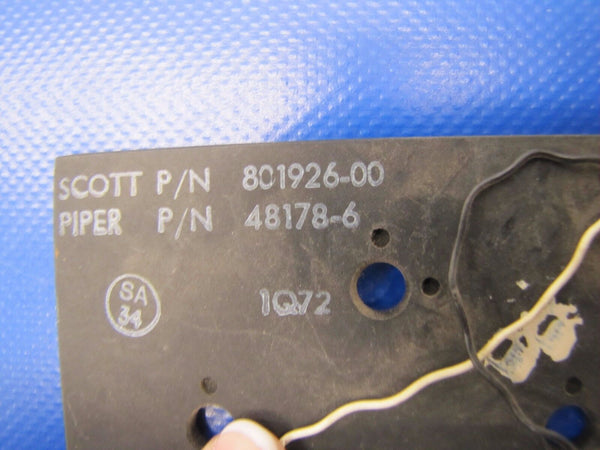 SCOTT P/N 801926-00
PIPER P/N 48178-6
SA
34
1Q72